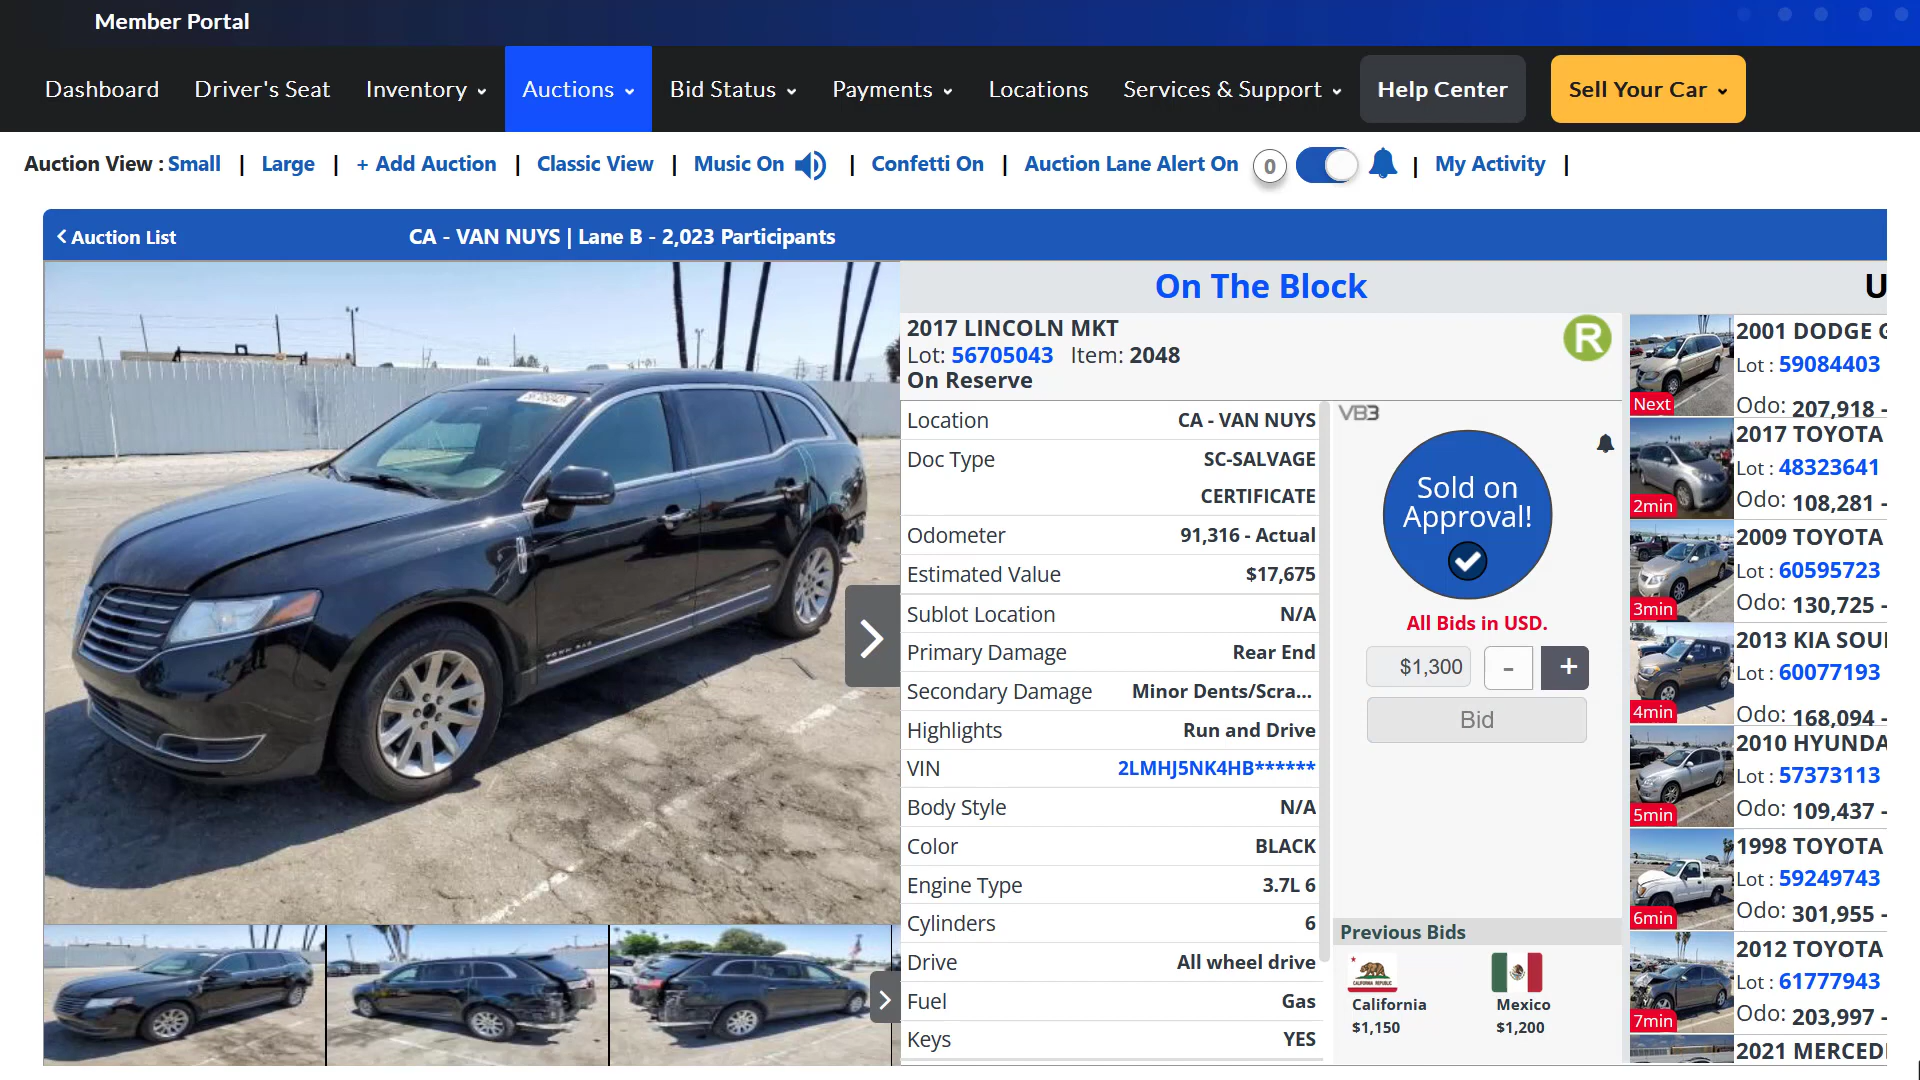 Member Portal
Dashboard Driver's Seat Inventory Auctions Bid Status Payments Locations Services & Support Help Center Sell Your Car
Auction View : Small | Large | + Add Auction | Classic View | Music On | Confetti On | Auction Lane Alert On 0 | My Activity |
Auction List CA - VAN NUYS | Lane B - 2,023 Participants
On The Block
U
2017 LINCOLN MKT
Lot: 56705043 Item: 2048
On Reserve
R
Location CA - VAN NUYS
Doc Type SC-SALVAGE
CERTIFICATE
Odometer 91,316 - Actual
Estimated Value $17,675
Sublot Location N/A
Primary Damage Rear End
Secondary Damage Minor Dents/Scra...
Highlights Run and Drive
VIN 2LMHJ5NK4HB******
Body Style N/A
Color BLACK
Engine Type 3.7L 6
Cylinders 6
Drive All wheel drive
Fuel Gas
Keys YES
VB3
Sold on
Approval!
All Bids in USD.
$1,300 - +
Bid
Previous Bids
CALIFORNIA REPUBLIC
California Mexico
$1,150 $1,200
2001 DODGE G
Lot : 59084403
Next
Odo: 207,918 -
2017 TOYOTA
Lot : 48323641
2min
Odo: 108,281 -
2009 TOYOTA
Lot : 60595723
3min
Odo: 130,725 -
2013 KIA SOUL
Lot : 60077193
4min
Odo: 168,094 -
2010 HYUNDA
Lot : 57373113
5min
Odo: 109,437 -
1998 TOYOTA
Lot : 59249743
6min
Odo: 301,955 -
2012 TOYOTA
Lot : 61777943
7min
Odo: 203,997 -
2021 MERCED